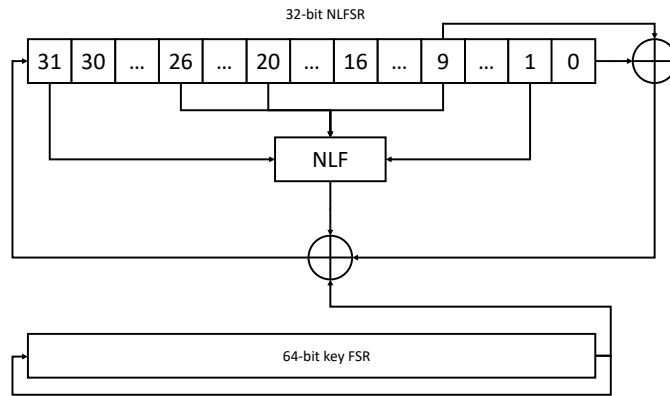 32-bit NLFSR
31 30 ... 26 ... 20 ... 16 ... 9 ... 1 0
NLF
64-bit key FSR